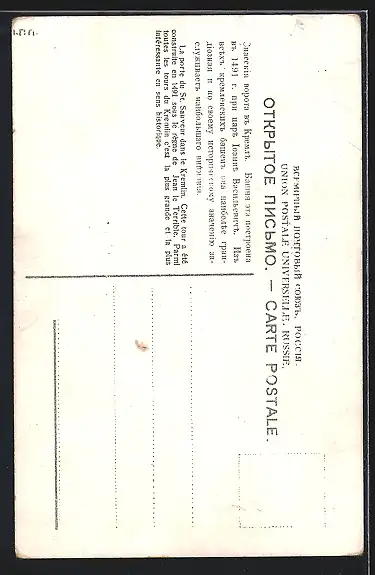 ВСЕМІРНЫЙ ПОЧТОВЫЙ СОЮЗЪ. РОССІЯ.
UNION POSTALE UNIVERSELLE. RUSSIE.
ОТКРЫТОЕ ПИСЬМО. — CARTE POSTALE.
Спасскія ворота въ Кремлѣ. Башня эта построена
въ 1491 г. при царѣ Іоаннѣ Васильевичѣ. Изъ
всѣхъ кремлевскихъ башенъ она наиболѣе гран-
діозная и по своему историческому значенію за-
служиваетъ наибольшаго вниманія.
La porte du St. Sauveur dans le Kremlin. Cette tour a été
construite en 1491 sous le règne de Jean le Terrible. Parmi
toutes les tours du Kremlin c'est la plus grande et la plus
intéressante en sens historique.